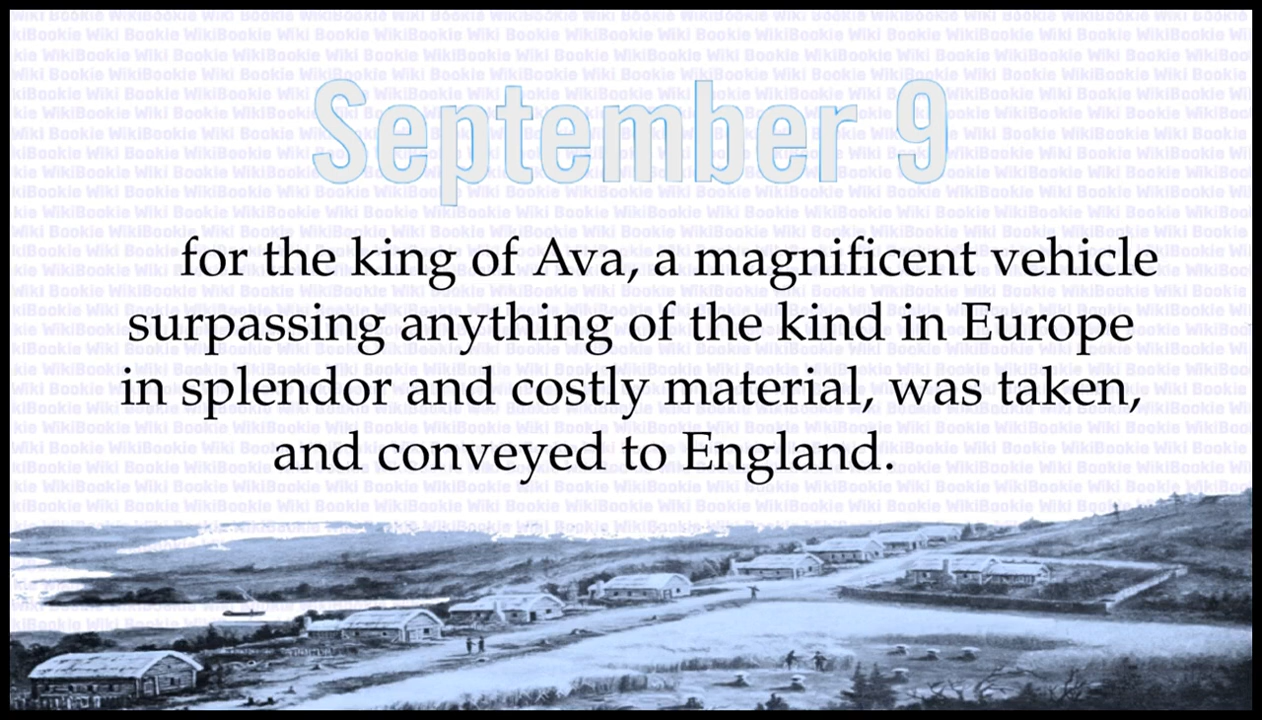 September 9
for the king of Ava, a magnificent vehicle
surpassing anything of the kind in Europe
in splendor and costly material, was taken,
and conveyed to England.